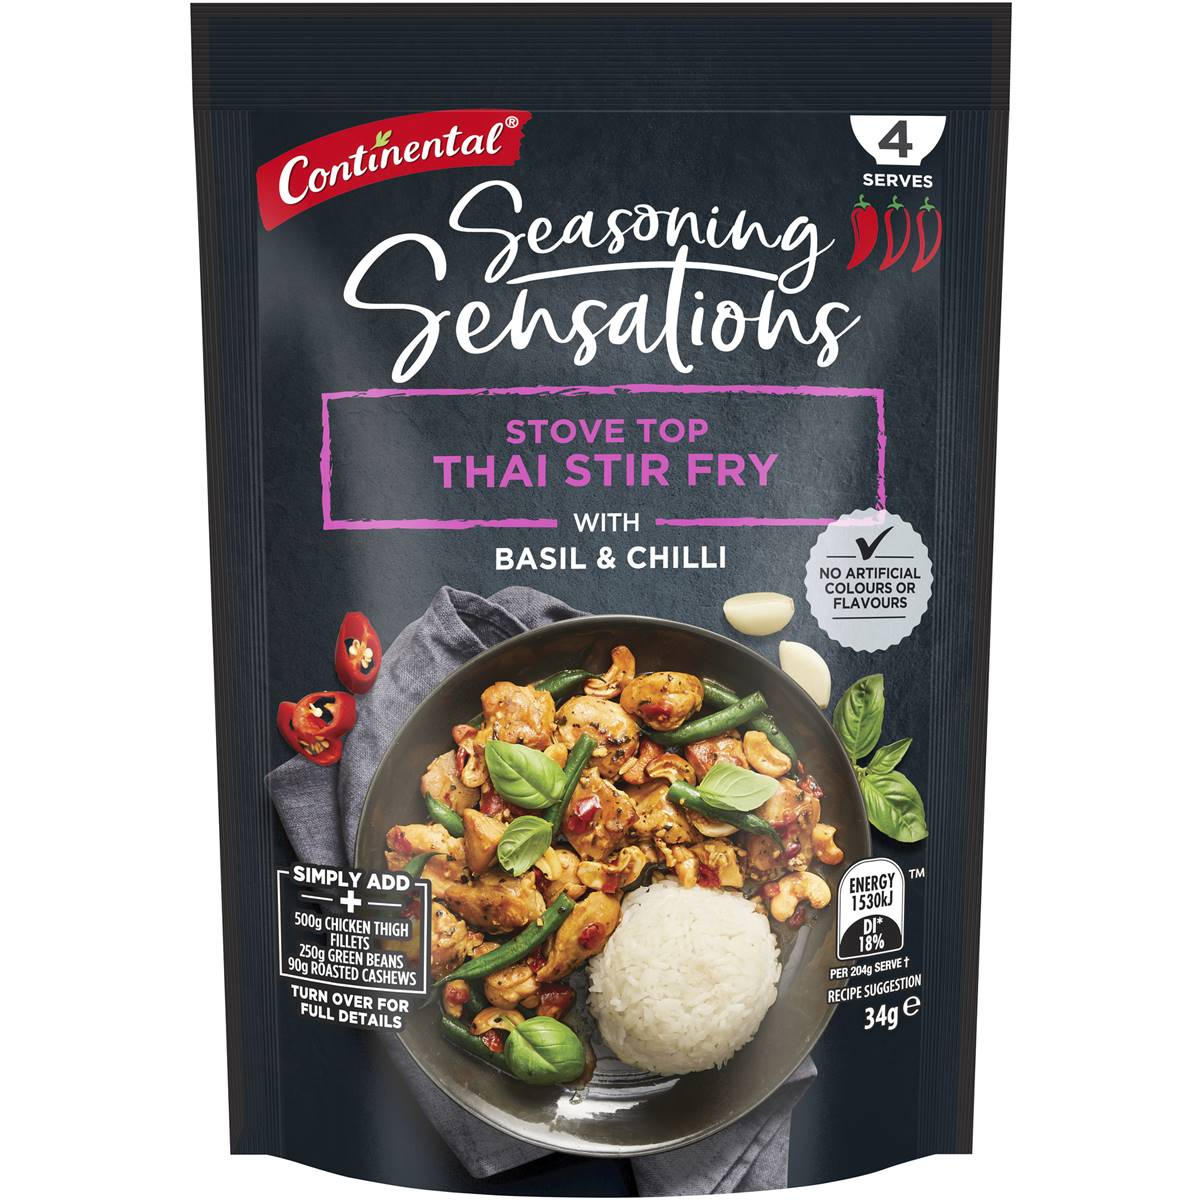 Continental®
4
SERVES
Seasoning
Sensations
STOVE TOP
THAI STIR FRY
WITH
BASIL & CHILLI
NO ARTIFICIAL
COLOURS OR
FLAVOURS
SIMPLY ADD
+
500g CHICKEN THIGH
FILLETS
250g GREEN BEANS
90g ROASTED CASHEWS
TURN OVER FOR
FULL DETAILS
ENERGY
1530kJ
DI*
18%
TM
PER 204g SERVE †
RECIPE SUGGESTION
34g e